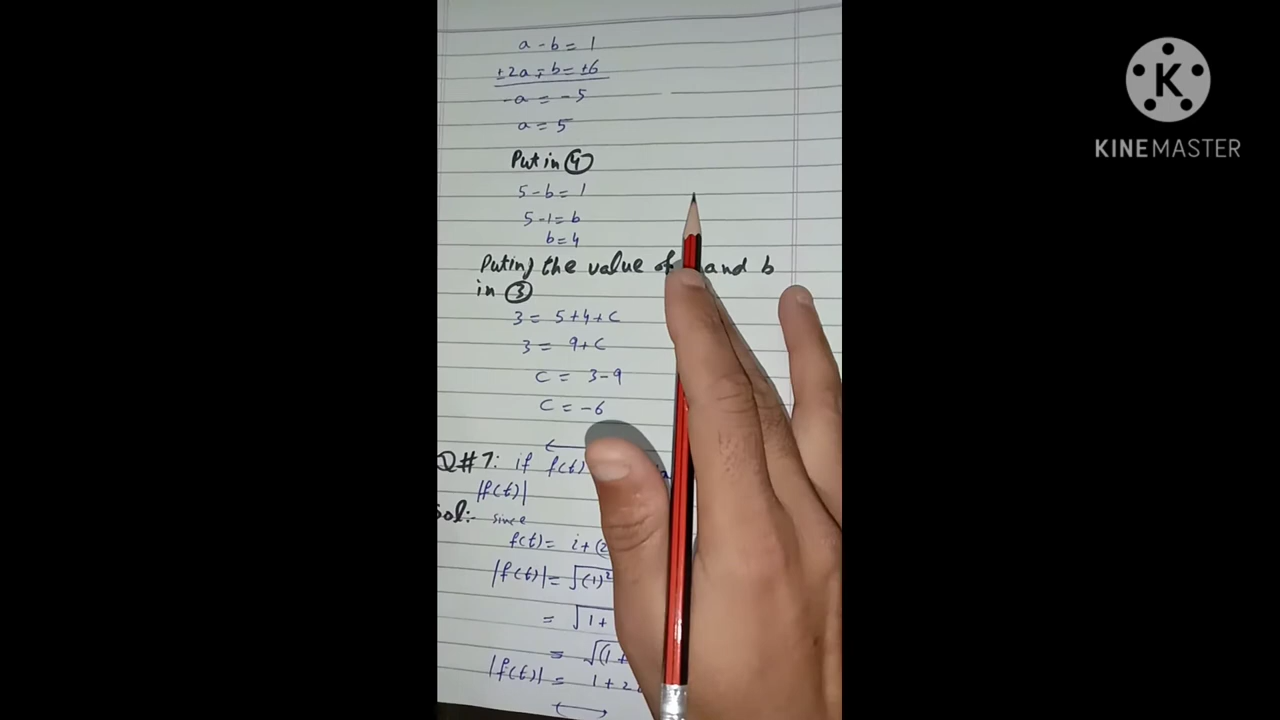 a - b = 1
±2a ∓ b = ±6
-a = -5
a = 5
Put in ④
5 - b = 1
5 - 1 = b
b = 4
Puting the value of and b
in ③
3 = 5 + 4 + C
3 = 9 + C
C = 3 - 9
C = -6
Q#7: if f(t)
|f(t)|
Sol:- since
f(t) = i + (2
|f(t)| = √(1)²
= √1+
= √(1+
|f(t)| = 1 + 2
K
KINEMASTER